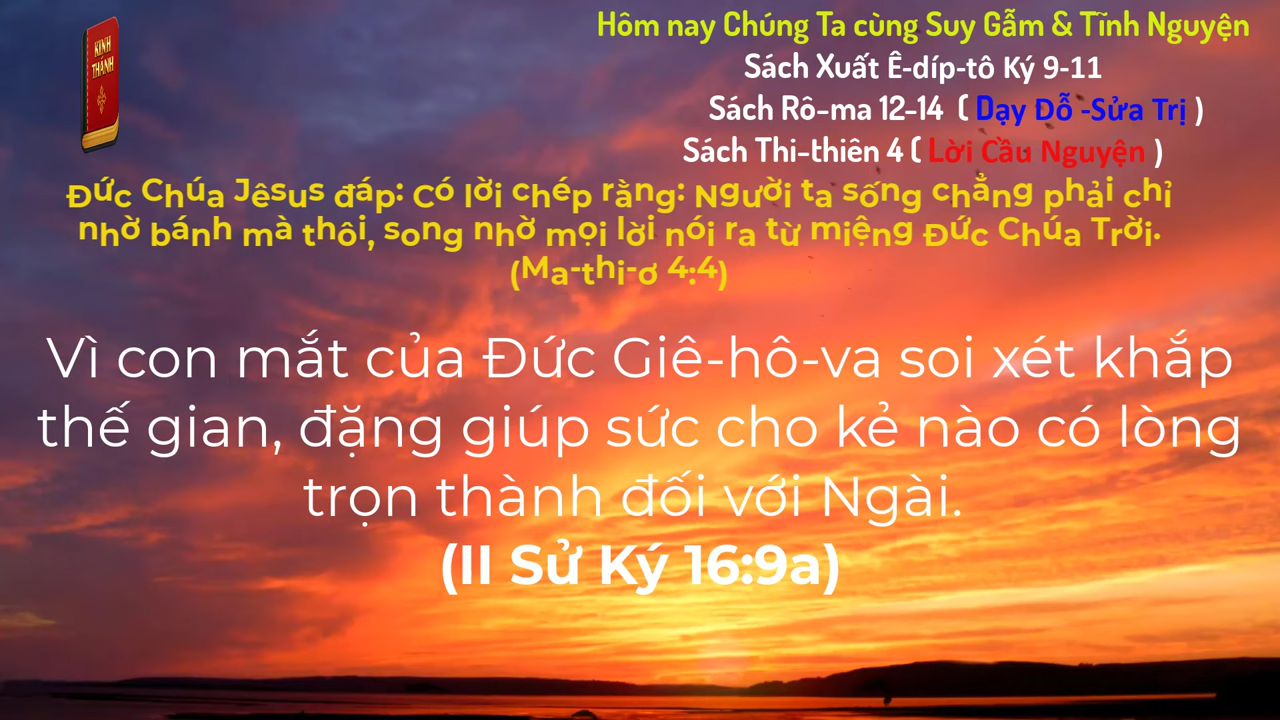 KINH
THÁNH
Hôm nay Chúng Ta cùng Suy Gẫm & Tĩnh Nguyện
Sách Xuất Ê-díp-tô Ký 9-11
Sách Rô-ma 12-14 ( Dạy Đỗ -Sửa Trị )
Sách Thi-thiên 4 ( Lời Cầu Nguyện )
Đức Chúa Jêsus đáp: Có lời chép rằng: Người ta sống chẳng phải chỉ
nhờ bánh mà thôi, song nhờ mọi lời nói ra từ miệng Đức Chúa Trời.
(Ma-thi-ơ 4:4)
Vì con mắt của Đức Giê-hô-va soi xét khắp
thế gian, đặng giúp sức cho kẻ nào có lòng
trọn thành đối với Ngài.
(II Sử Ký 16:9a)